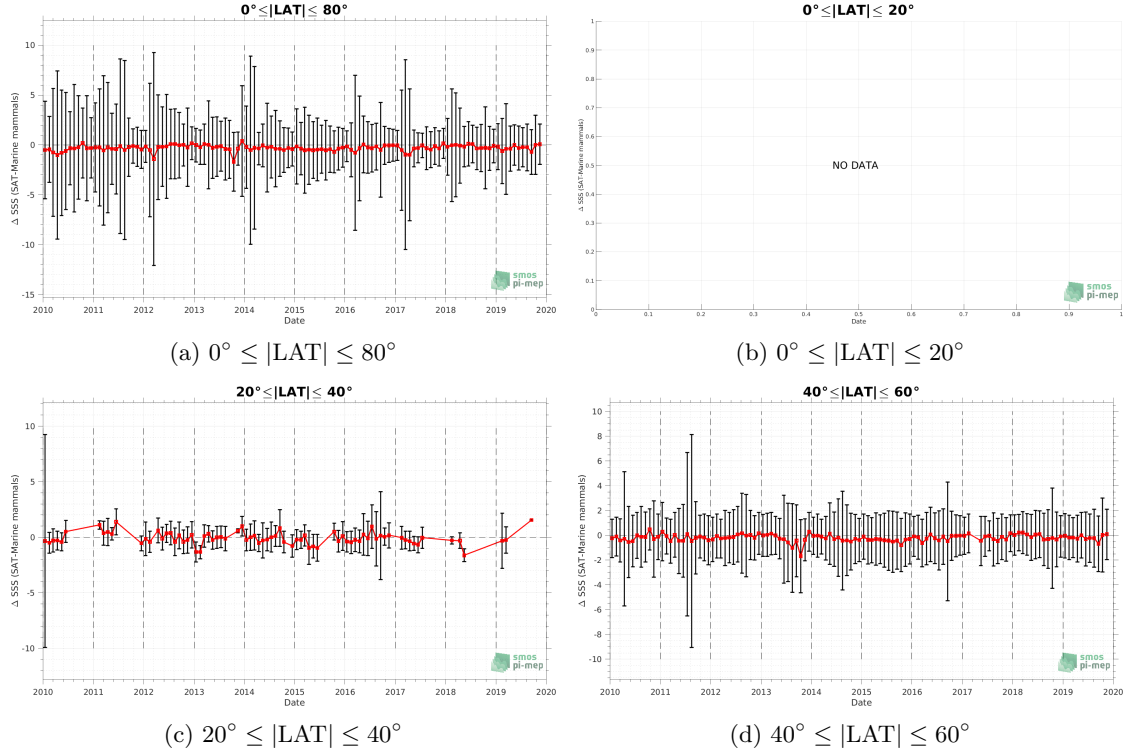 0°≤|LAT|≤ 80°
Δ SSS (SAT-Marine mammals)
10
5
0
-5
-10
-15
2010 2011 2012 2013 2014 2015 2016 2017 2018 2019 2020
Date
smos
pi-mep
(a) 0° ≤ |LAT| ≤ 80°
0°≤|LAT|≤ 20°
Δ SSS (SAT-Marine mammals)
1
0.9
0.8
0.7
0.6
0.5
0.4
0.3
0.2
0.1
0
NO DATA
0 0.1 0.2 0.3 0.4 0.5 0.6 0.7 0.8 0.9 1
Date
smos
pi-mep
(b) 0° ≤ |LAT| ≤ 20°
20°≤|LAT|≤ 40°
Δ SSS (SAT-Marine mammals)
10
5
0
-5
-10
2010 2011 2012 2013 2014 2015 2016 2017 2018 2019 2020
Date
smos
pi-mep
(c) 20° ≤ |LAT| ≤ 40°
40°≤|LAT|≤ 60°
Δ SSS (SAT-Marine mammals)
10
8
6
4
2
0
-2
-4
-6
-8
-10
2010 2011 2012 2013 2014 2015 2016 2017 2018 2019 2020
Date
smos
pi-mep
(d) 40° ≤ |LAT| ≤ 60°